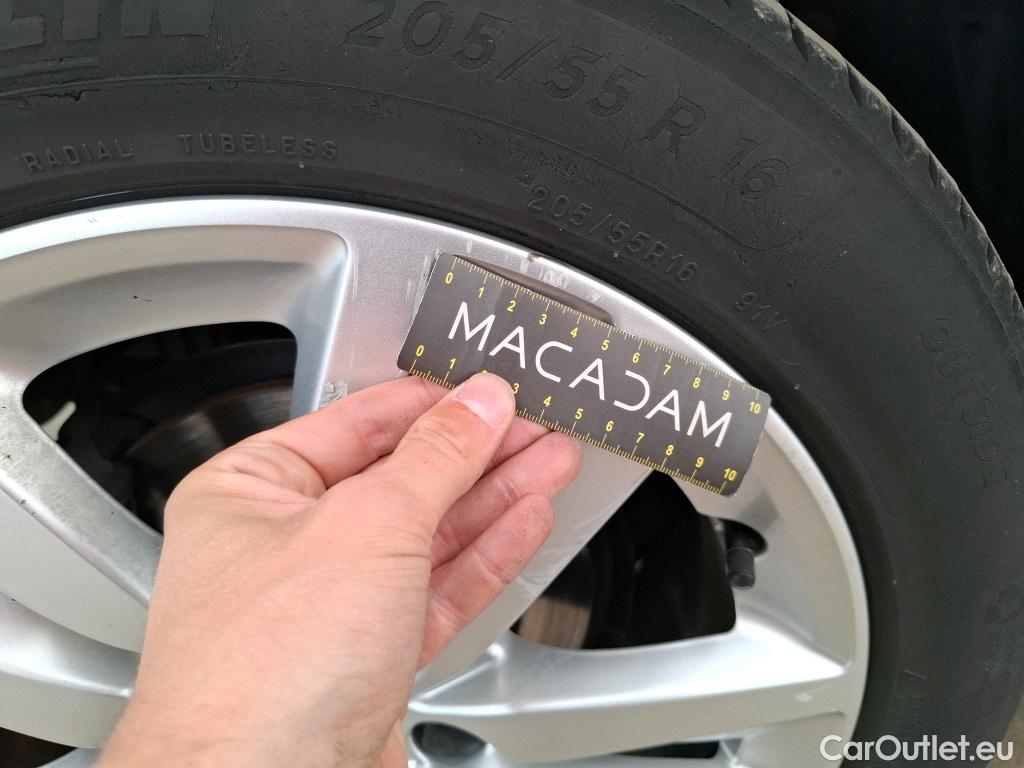 205/55 R 16
RADIAL TUBELESS
205/55R16 91V
OUTSIDE
0 1 2 3 4 5 6 7 8 9 10
MACADAM
0 1 2 3 4 5 6 7 8 9 10
CarOutlet.eu